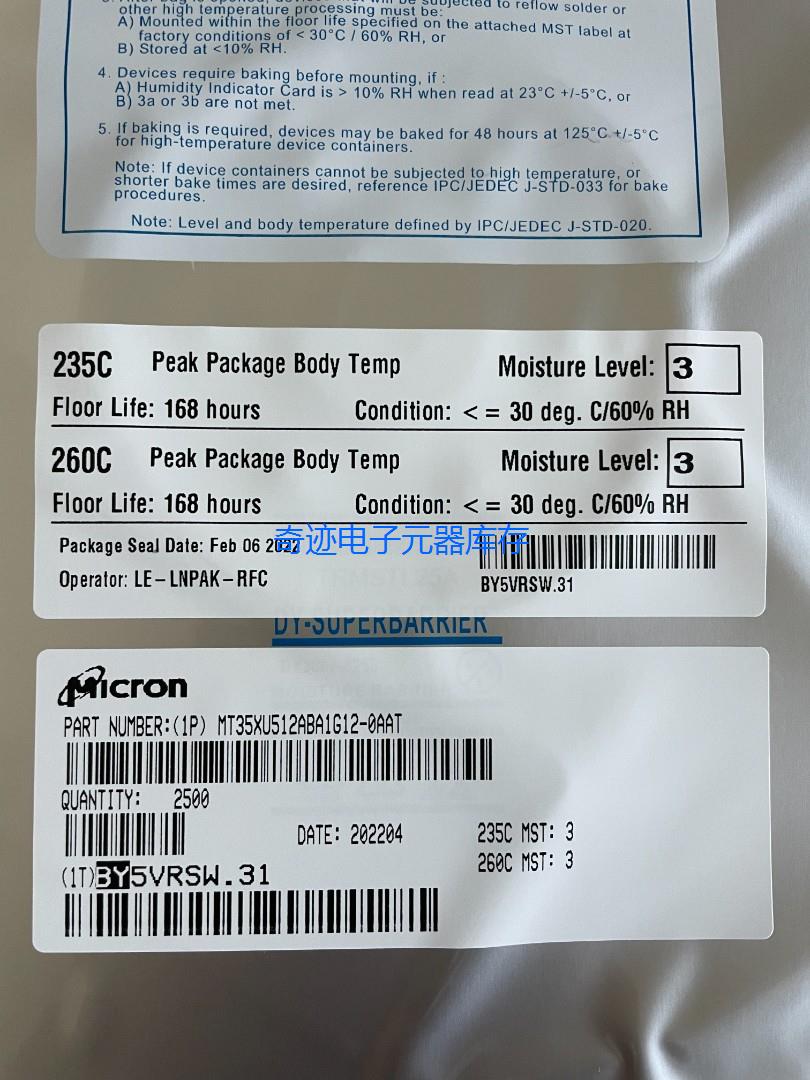 subjected to reflow solder or
other high temperature processing must be:
A) Mounted within the floor life specified on the attached MST label at
factory conditions of < 30°C / 60% RH, or
B) Stored at <10% RH.
4. Devices require baking before mounting, if :
A) Humidity Indicator Card is > 10% RH when read at 23°C +/-5°C, or
B) 3a or 3b are not met.
5. If baking is required, devices may be baked for 48 hours at 125°C +/-5°C
for high-temperature device containers.
Note: If device containers cannot be subjected to high temperature, or
shorter bake times are desired, reference IPC/JEDEC J-STD-033 for bake
procedures.
Note: Level and body temperature defined by IPC/JEDEC J-STD-020.
235C Peak Package Body Temp Moisture Level: 3
Floor Life: 168 hours Condition: < = 30 deg. C/60% RH
260C Peak Package Body Temp Moisture Level: 3
Floor Life: 168 hours Condition: < = 30 deg. C/60% RH
Package Seal Date: Feb 06 2022
奇迹电子元器库存
Operator: LE-LNPAK-RFC
BY5VRSW.31
DY-SUPERBARRIER
Micron
PART NUMBER:(1P) MT35XU512ABA1G12-0AAT
QUANTITY: 2500
DATE: 202204
235C MST: 3
260C MST: 3
(1T)BY5VRSW.31